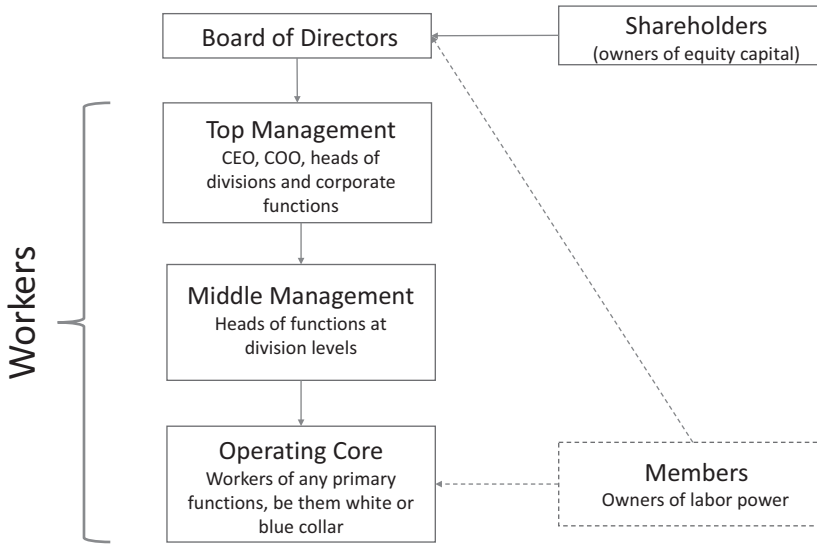 Board of Directors
Shareholders
(owners of equity capital)
Top Management
CEO, COO, heads of
divisions and corporate
functions
Workers
Middle Management
Heads of functions at
division levels
Operating Core
Workers of any primary
functions, be them white or
blue collar
Members
Owners of labor power